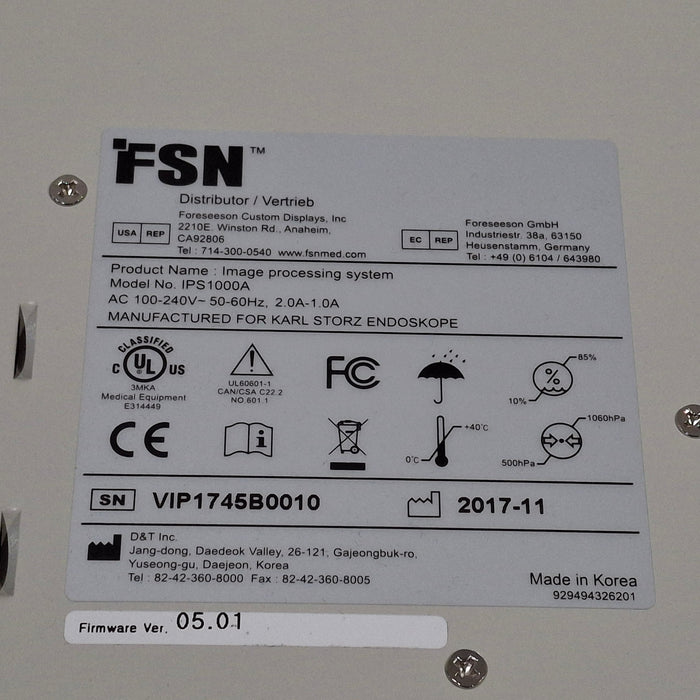 FSN™
Distributor / Vertrieb
USA REP
Foreseeson Custom Displays, Inc
2210E. Winston Rd., Anaheim,
CA92806
Tel : 714-300-0540 www.fsnmed.com
EC REP
Foreseeson GmbH
Industriestr. 38a, 63150
Heusenstamm, Germany
Tel : +49 (0) 6104 / 643980
Product Name : Image processing system
Model No. IPS1000A
AC 100-240V~ 50-60Hz, 2.0A-1.0A
MANUFACTURED FOR KARL STORZ ENDOSKOPE
CLASSIFIED
C UL US
3MKA
Medical Equipment
E314449
UL60601-1
CAN/CSA C22.2
NO.601.1
FC
85%
%
10%
CE
i
+40°C
0°C
1060hPa
500hPa
SN VIP1745B0010
2017-11
D&T Inc.
Jang-dong, Daedeok Valley, 26-121, Gajeongbuk-ro,
Yuseong-gu, Daejeon, Korea
Tel : 82-42-360-8000 Fax : 82-42-360-8005
Made in Korea
929494326201
Firmware Ver. 05.01